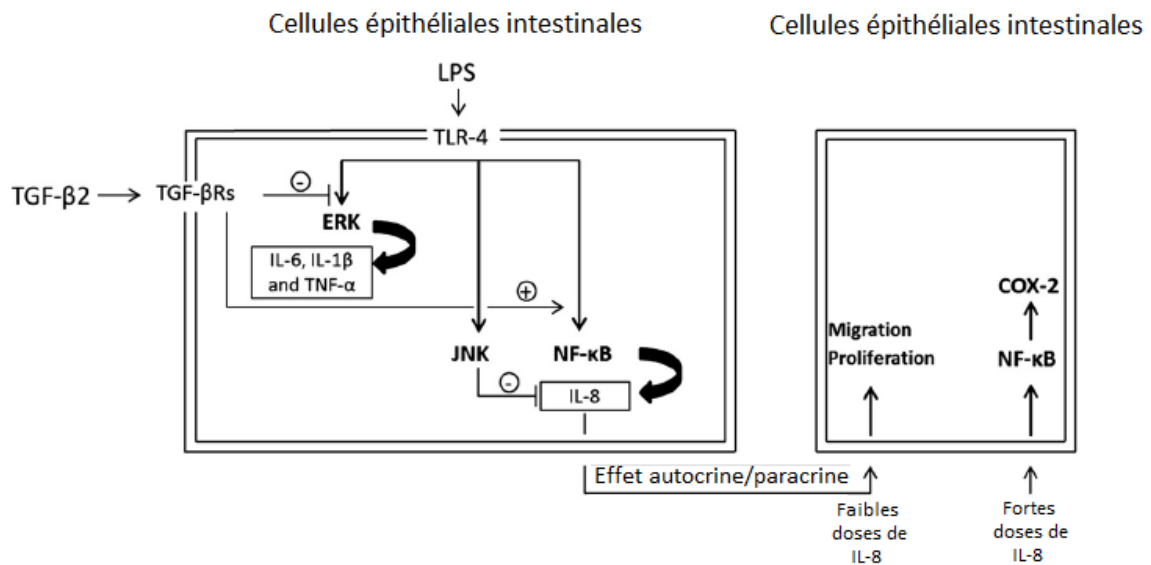 Cellules épithéliales intestinales
Cellules épithéliales intestinales
LPS
TLR-4
TGF-β2
TGF-βRs
-
ERK
IL-6, IL-1β
and TNF-α
+
JNK
NF-κB
-
IL-8
Effet autocrine/paracrine
COX-2
Migration
Proliferation
NF-κB
Faibles
doses de
IL-8
Fortes
doses de
IL-8